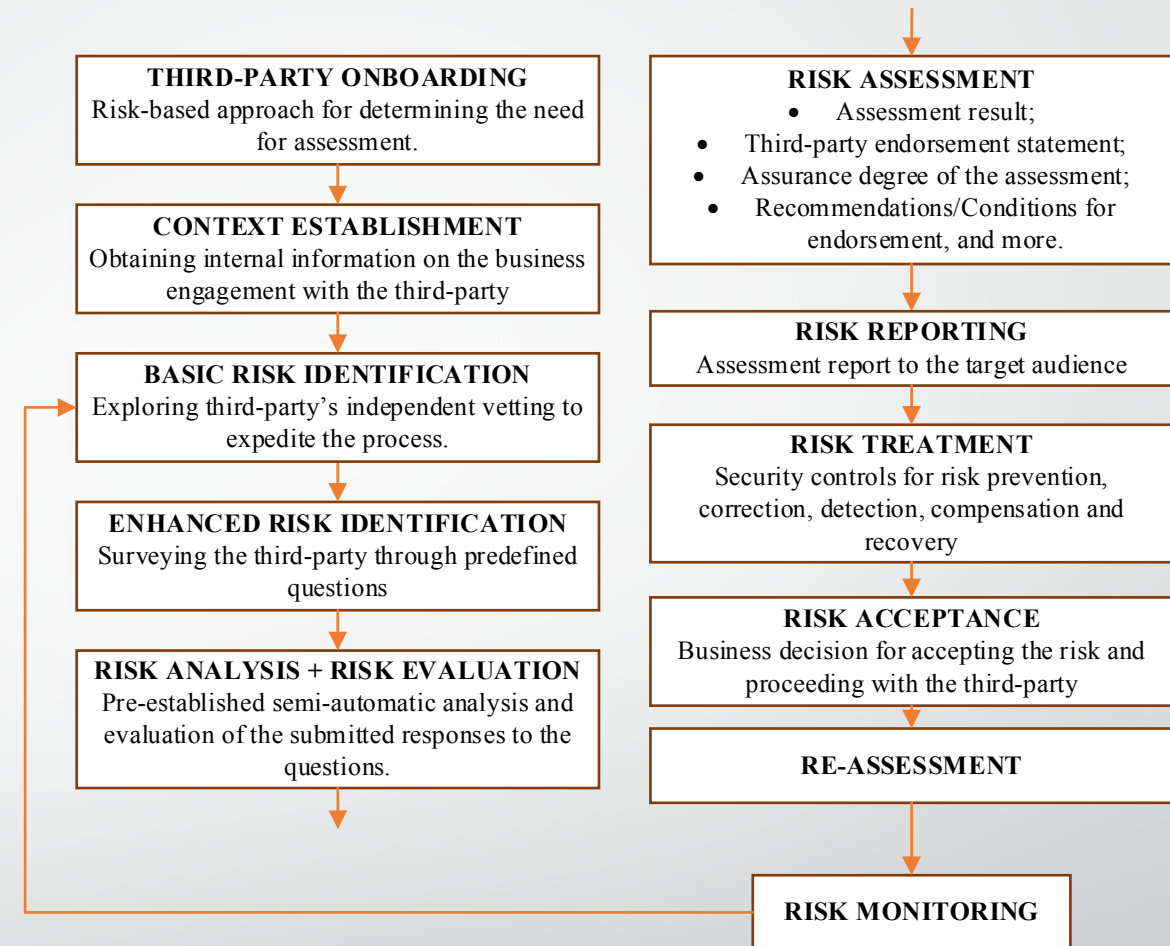 THIRD-PARTY ONBOARDING
Risk-based approach for determining the need
for assessment.
CONTEXT ESTABLISHMENT
Obtaining internal information on the business
engagement with the third-party
BASIC RISK IDENTIFICATION
Exploring third-party’s independent vetting to
expedite the process.
ENHANCED RISK IDENTIFICATION
Surveying the third-party through predefined
questions
RISK ANALYSIS + RISK EVALUATION
Pre-established semi-automatic analysis and
evaluation of the submitted responses to the
questions.
RISK ASSESSMENT
• Assessment result;
• Third-party endorsement statement;
• Assurance degree of the assessment;
• Recommendations/Conditions for
endorsement, and more.
RISK REPORTING
Assessment report to the target audience
RISK TREATMENT
Security controls for risk prevention,
correction, detection, compensation and
recovery
RISK ACCEPTANCE
Business decision for accepting the risk and
proceeding with the third-party
RE-ASSESSMENT
RISK MONITORING